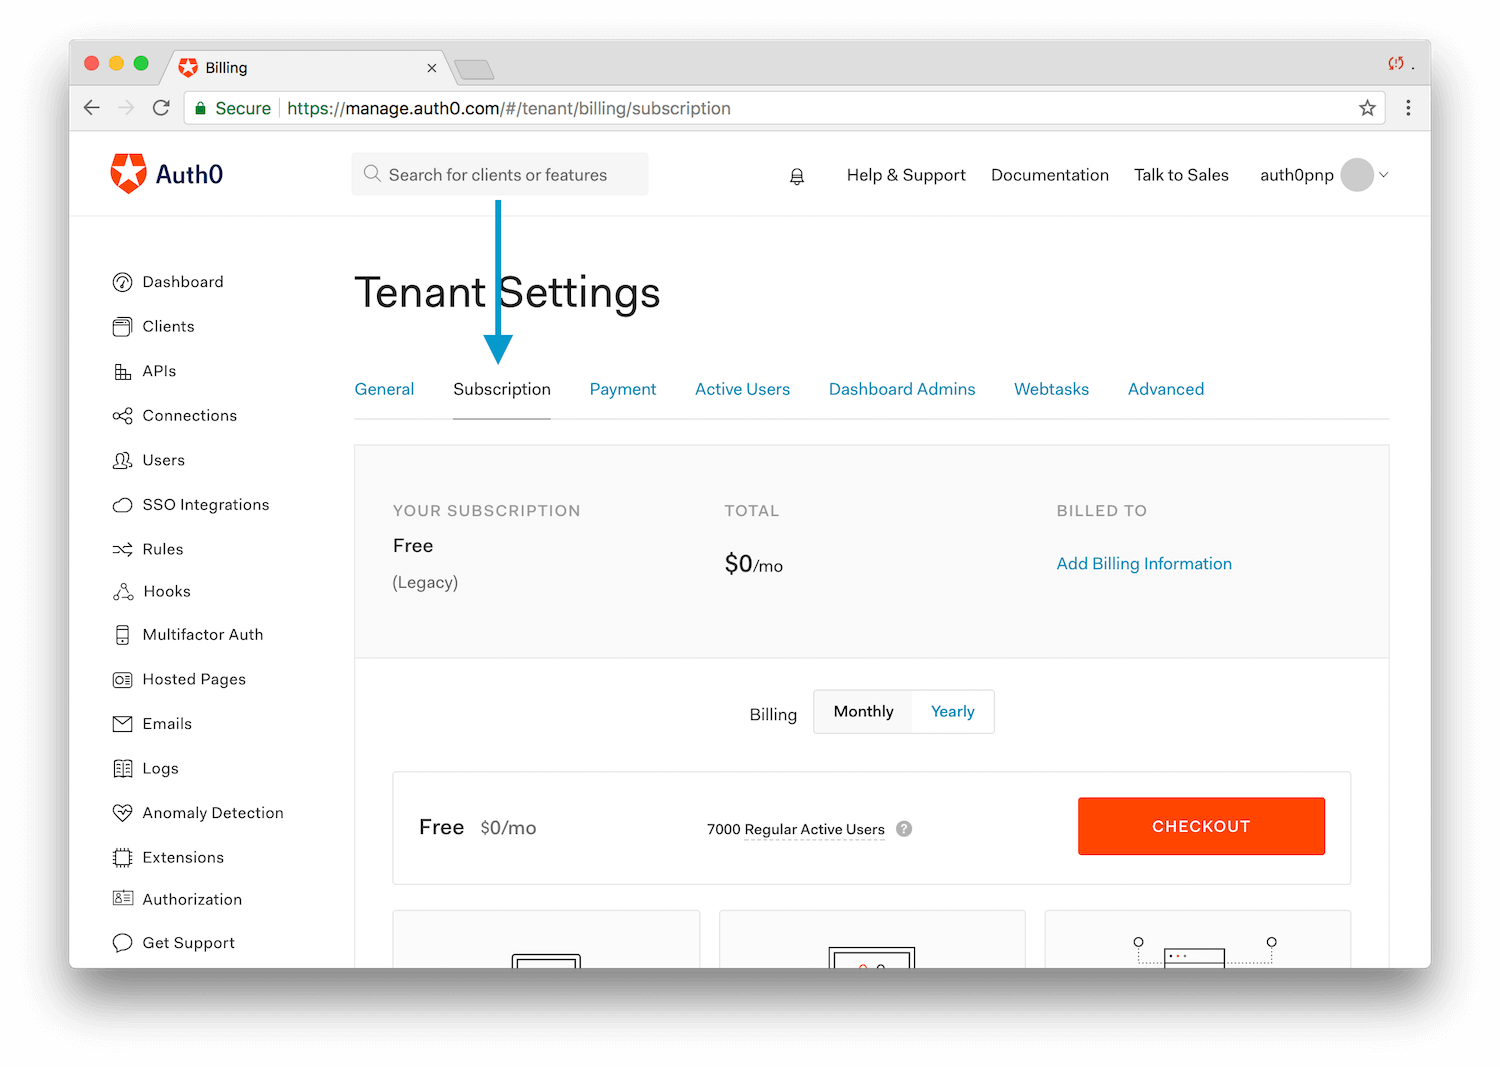 Billing
Secure https://manage.auth0.com/#/tenant/billing/subscription
Auth0
Search for clients or features
Help & Support
Documentation
Talk to Sales
auth0pnp
Dashboard
Clients
APIs
Connections
Users
SSO Integrations
Rules
Hooks
Multifactor Auth
Hosted Pages
Emails
Logs
Anomaly Detection
Extensions
Authorization
Get Support
Tenant Settings
General
Subscription
Payment
Active Users
Dashboard Admins
Webtasks
Advanced
YOUR SUBSCRIPTION
Free
(Legacy)
TOTAL
$0/mo
BILLED TO
Add Billing Information
Billing
Monthly
Yearly
Free $0/mo
7000 Regular Active Users ?
CHECKOUT